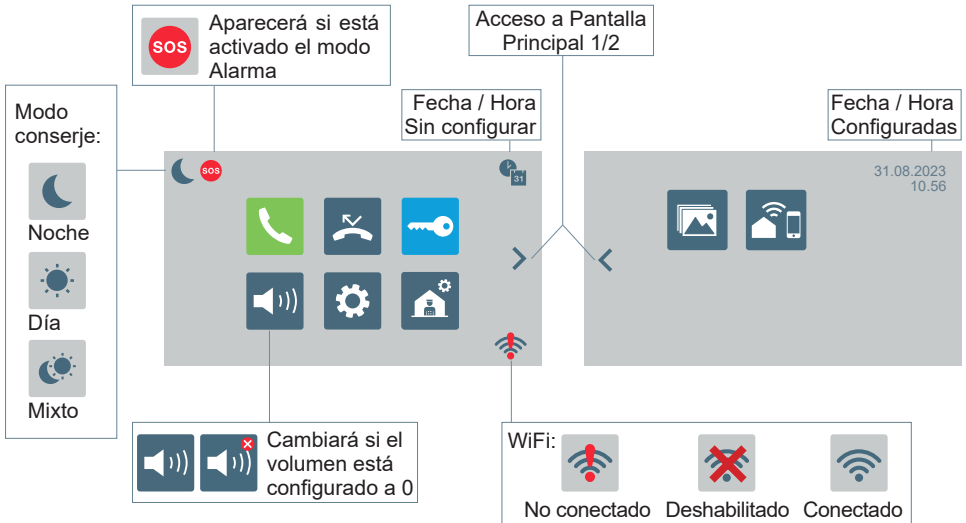 SOS
Aparecerá si está
activado el modo
Alarma
Acceso a Pantalla
Principal 1/2
Modo
conserje:
Noche
Día
Mixto
Fecha / Hora
Sin configurar
Fecha / Hora
Configuradas
SOS
31
31.08.2023
10.56
Cambiará si el
volumen está
configurado a 0
WiFi:
No conectado
Deshabilitado
Conectado